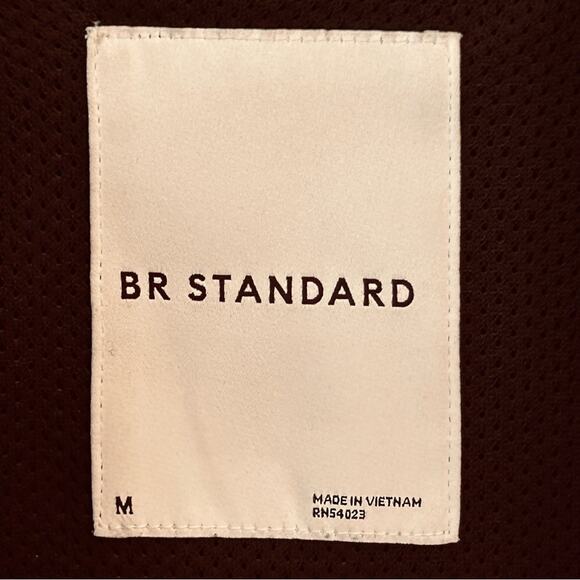 BR STANDARD
M
MADE IN VIETNAM
RN54023